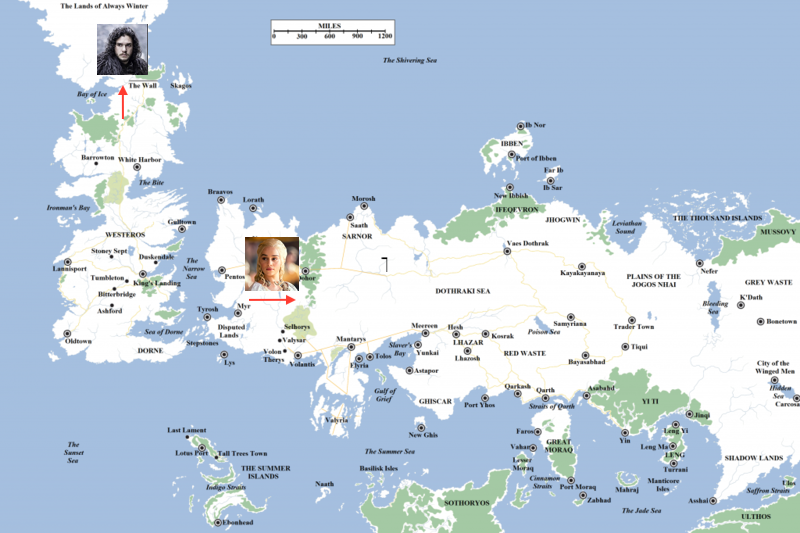 The Lands of Always Winter
MILES
0 300 600 900 1200
The Shivering Sea
The Wall
Skagos
Bay of Ice
Barrowton
White Harbor
The Bite
Ironman's Bay
Galltown
WESTEROS
Stoney Sept
Duskendale
Lannisport
Tumbleton
King's Landing
Bitterbridge
Ashford
Oldtown
DORNE
Sea of Dorne
Stepstones
The
Narrow
Sea
Braavos
Lorath
Pentos
ohor
Tyrosh
Myr
Disputed
Lands
Lys
Selhorys
Valysar
Volon
Therys
Volantis
Morosh
Saath
SARNOR
Ib Nor
IBBEN
Port of Ibben
Far Ib
Ib Sar
New Ibbish
IFEQEVRON
JHOGWIN
Leviathan
Sound
THE THOUSAND ISLANDS
MUSSOVY
Vaes Dothrak
Kayakayanaya
PLAINS OF THE
JOGOS NHAI
Nefer
GREY WASTE
K'Dath
Bleeding
Sea
Bonetown
DOTHRAKI SEA
Mantarys
Elyria
Tolos
Meereen
Slaver's
Bay
Yunkai
Astapor
Hesh
LHAZAR
Lhazosh
Kosrak
Poison Sea
Samyriana
Trader Town
Tiqui
Bayasabhad
RED WASTE
Gulf of
Grief
Valyria
GHISCAR
New Ghis
Port Yhos
Qarkash
Qarth
Straits of Qarth
Asabahd
YI TI
City of the
Winged Men
Hidden
Sea
Carcosa
Jinqi
Yin
Leng Yi
Leng Ma
LENG
Turrani
SHADOW LANDS
Faros
Vahar
GREAT
MORAQ
Lesser
Moraq
Cinnamon
Straits
Port Moraq
Zabhad
Mahraj
Manticore
Isles
The Jade Sea
Asshai
Ulos
Saffron Straits
ULTHOS
The
Sunset
Sea
Last Lament
Lotus Port
Tall Trees Town
THE SUMMER
ISLANDS
Indigo Straits
Ebonhead
The Summer Sea
Basilisk Isles
Naath
SOTHORYOS